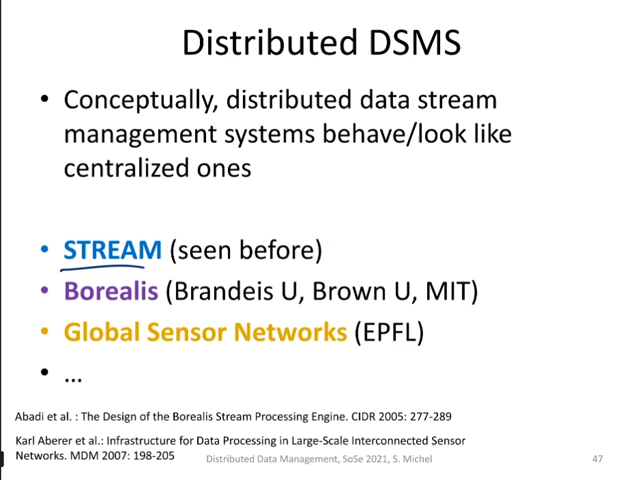 Distributed DSMS
• Conceptually, distributed data stream
management systems behave/look like
centralized ones
• STREAM (seen before)
• Borealis (Brandeis U, Brown U, MIT)
• Global Sensor Networks (EPFL)
• ...
Abadi et al. : The Design of the Borealis Stream Processing Engine. CIDR 2005: 277-289
Karl Aberer et al.: Infrastructure for Data Processing in Large-Scale Interconnected Sensor
Networks. MDM 2007: 198-205
Distributed Data Management, SoSe 2021, S. Michel
47